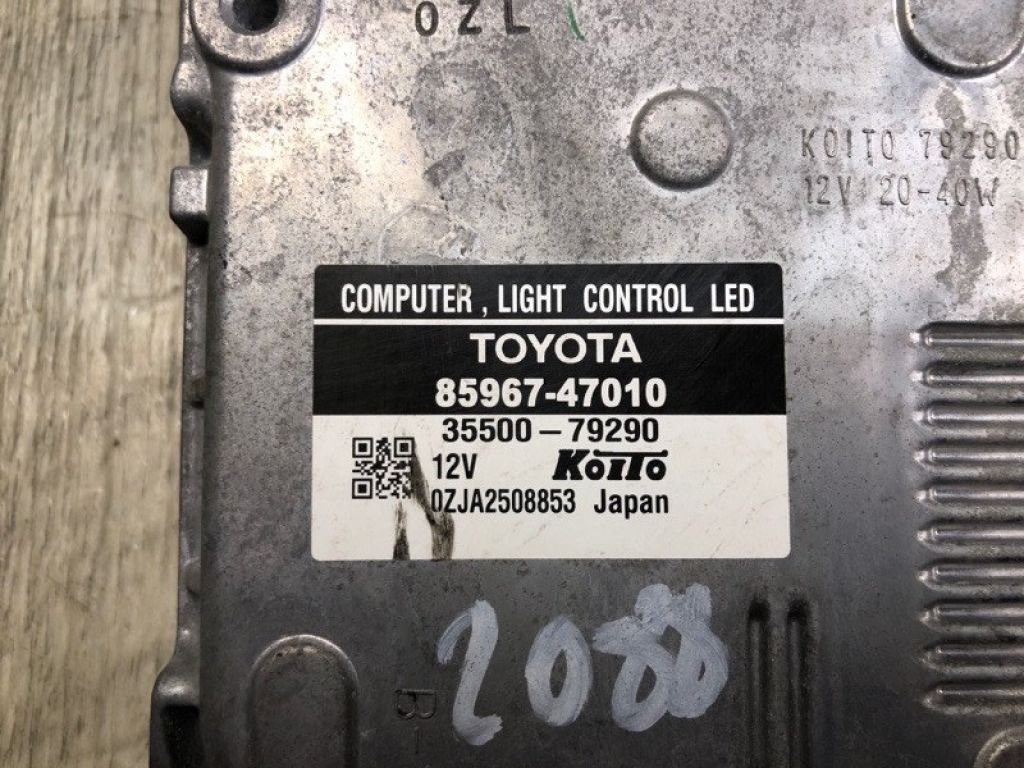 0ZL
KOITO 79290
12V 20-40W
COMPUTER , LIGHT CONTROL LED
TOYOTA
85967-47010
35500-79290
12V KOITO
0ZJA2508853 Japan
2088
B